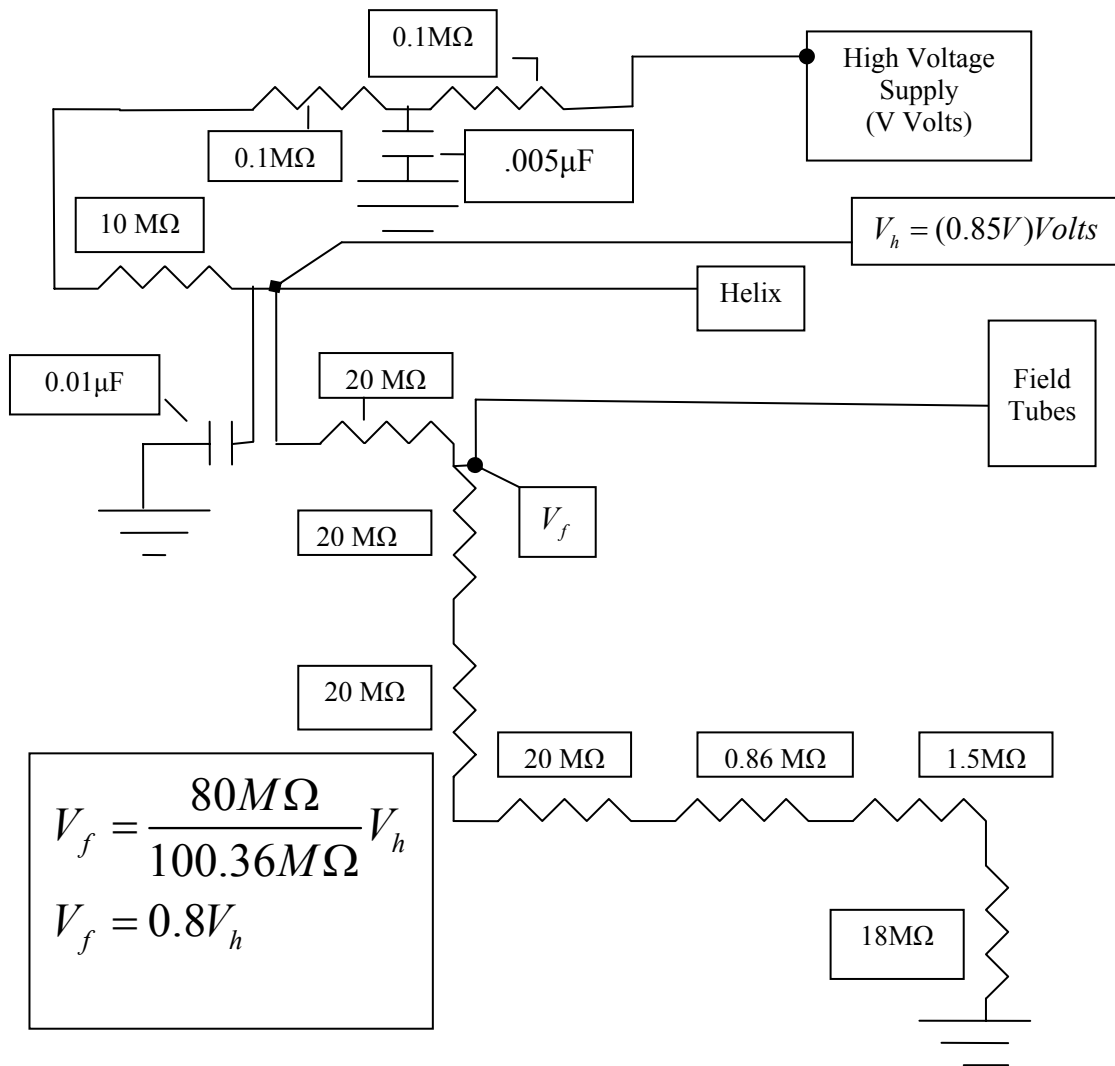 0.1MΩ
High Voltage
Supply
(V Volts)
0.1MΩ
.005μF
10 MΩ
V_h = (0.85V)Volts
Helix
0.01μF
20 MΩ
Field
Tubes
V_f
20 MΩ
20 MΩ
20 MΩ
0.86 MΩ
1.5MΩ
V_f = 80MΩ / 100.36MΩ V_h
V_f = 0.8V_h
18MΩ